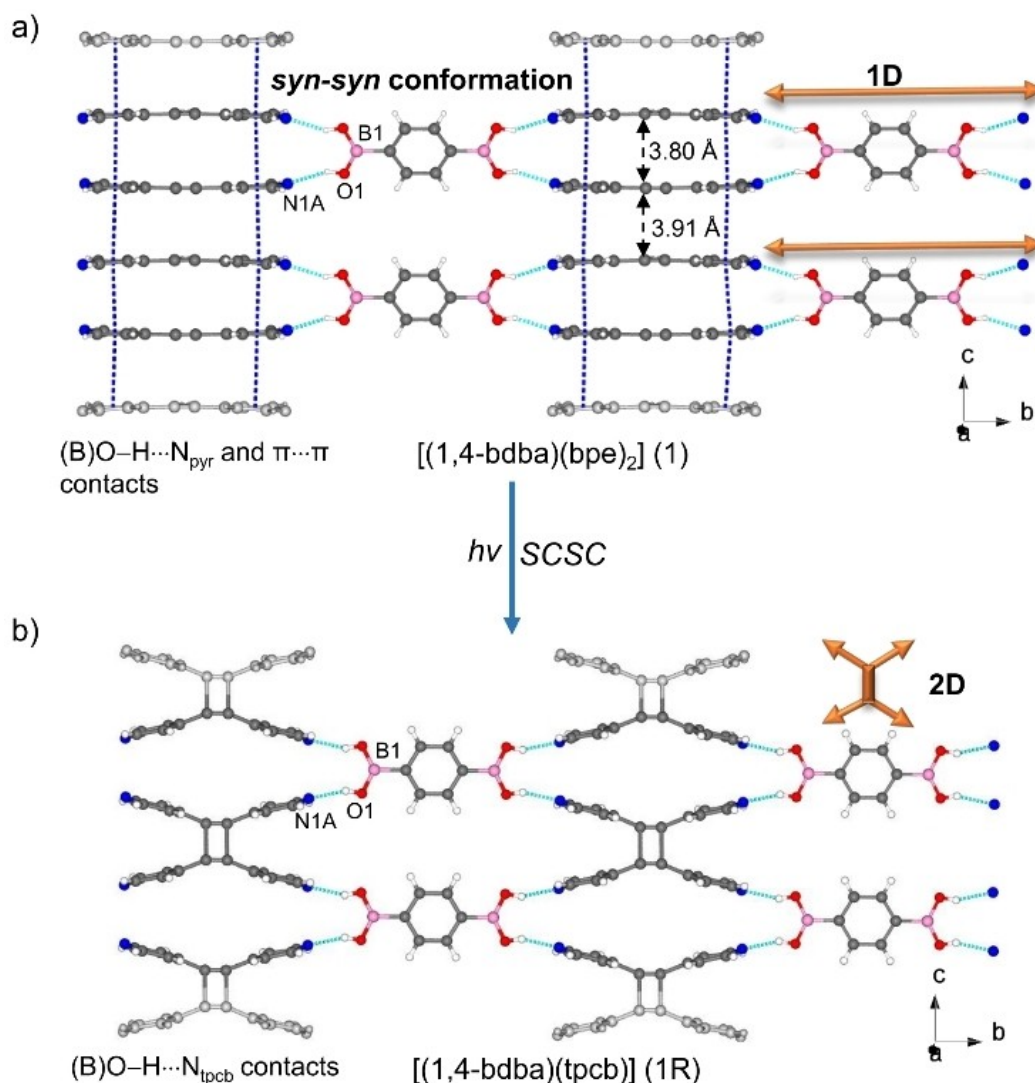 a)
syn-syn conformation
1D
B1
3.80 Å
O1
N1A
3.91 Å
c
b
a
(B)O–H···Npyr and π···π
contacts
[(1,4-bdba)(bpe)2] (1)
hν SCSC
b)
2D
B1
O1
N1A
c
b
a
(B)O–H···Ntpcb contacts
[(1,4-bdba)(tpcb)] (1R)